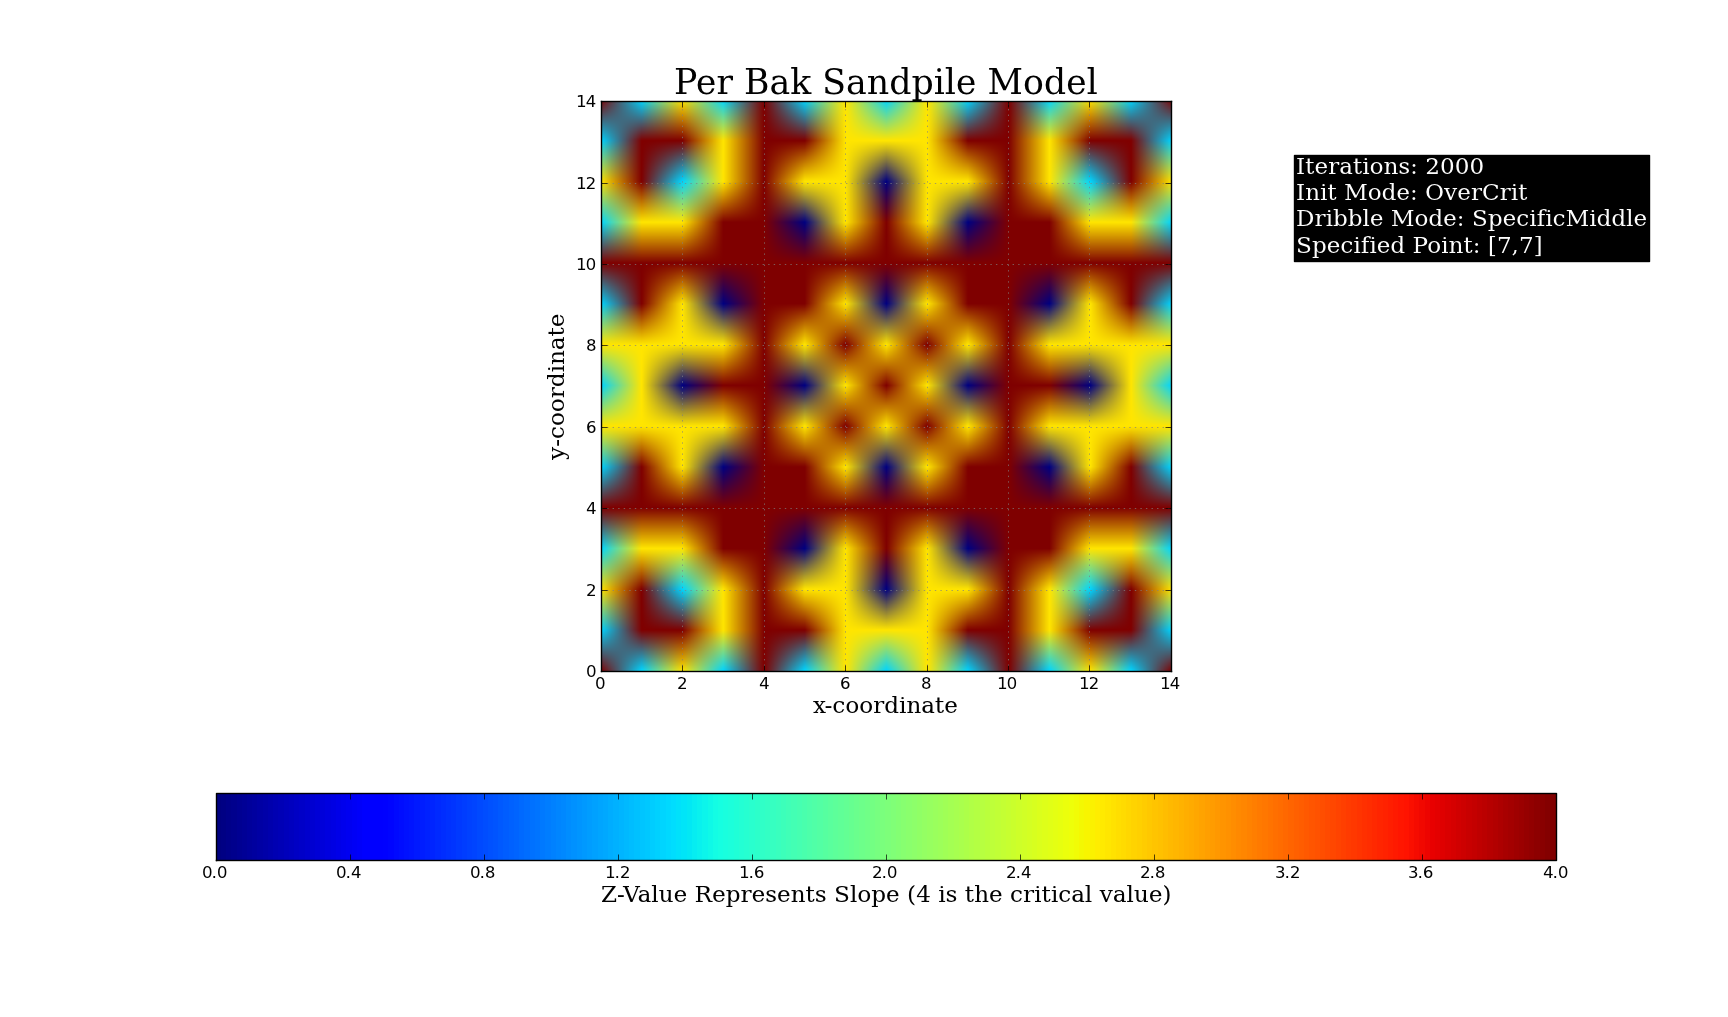 Per Bak Sandpile Model
Iterations: 2000
Init Mode: OverCrit
Dribble Mode: SpecificMiddle
Specified Point: [7,7]
14
12
10
8
6
4
2
0
y-coordinate
0 2 4 6 8 10 12 14
x-coordinate
0.0 0.4 0.8 1.2 1.6 2.0 2.4 2.8 3.2 3.6 4.0
Z-Value Represents Slope (4 is the critical value)